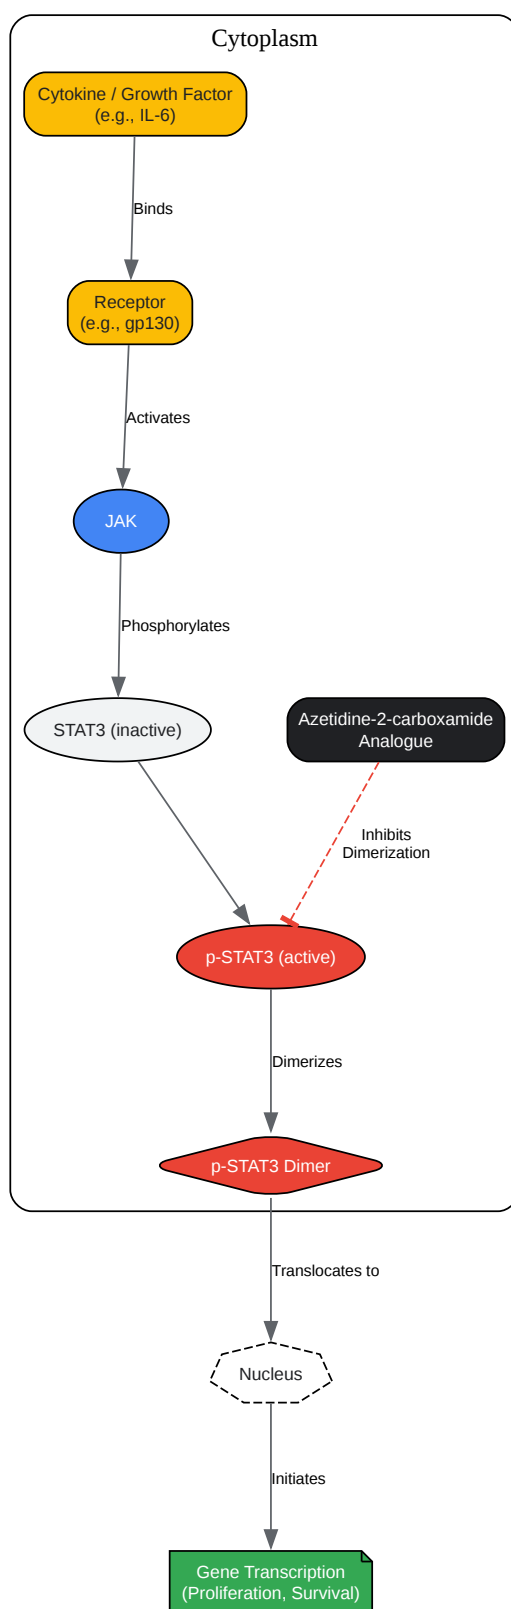 Cytoplasm
Cytokine / Growth Factor
(e.g., IL-6)
Binds
Receptor
(e.g., gp130)
Activates
JAK
Phosphorylates
STAT3 (inactive)
Azetidine-2-carboxamide
Analogue
Inhibits
Dimerization
p-STAT3 (active)
Dimerizes
p-STAT3 Dimer
Translocates to
Nucleus
Initiates
Gene Transcription
(Proliferation, Survival)